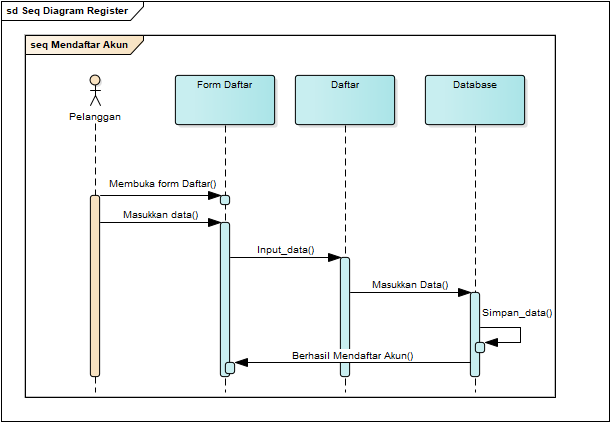 sd Seq Diagram Register
seq Mendaftar Akun
Pelanggan
Form Daftar
Daftar
Database
Membuka form Daftar()
Masukkan data()
Input_data()
Masukkan Data()
Simpan_data()
Berhasil Mendaftar Akun()